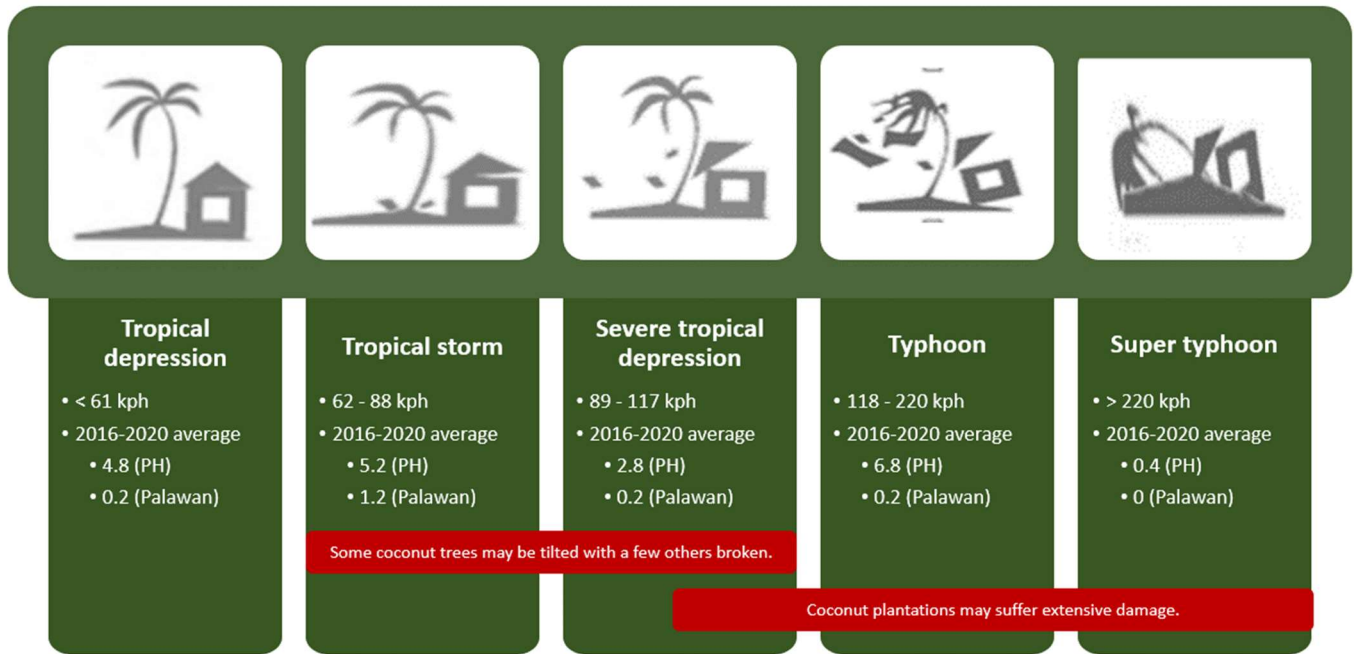 Tropical
depression
• < 61 kph
• 2016-2020 average
• 4.8 (PH)
• 0.2 (Palawan)
Tropical storm
• 62 - 88 kph
• 2016-2020 average
• 5.2 (PH)
• 1.2 (Palawan)
Severe tropical
depression
• 89 - 117 kph
• 2016-2020 average
• 2.8 (PH)
• 0.2 (Palawan)
Typhoon
• 118 - 220 kph
• 2016-2020 average
• 6.8 (PH)
• 0.2 (Palawan)
Super typhoon
• > 220 kph
• 2016-2020 average
• 0.4 (PH)
• 0 (Palawan)
Some coconut trees may be tilted with a few others broken.
Coconut plantations may suffer extensive damage.